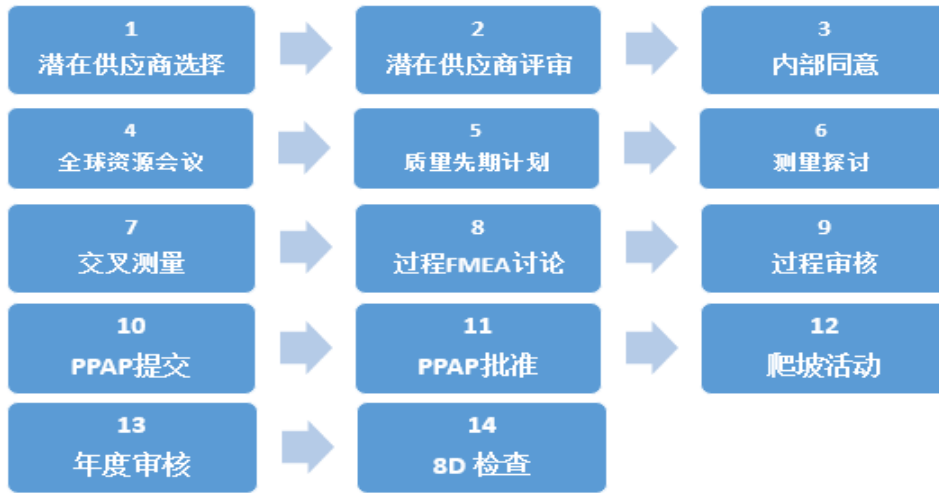 1
潜在供应商选择
2
潜在供应商评审
3
内部同意
4
全球资源会议
5
质量先期计划
6
测量探讨
7
交叉测量
8
过程FMEA讨论
9
过程审核
10
PPAP提交
11
PPAP批准
12
爬坡活动
13
年度审核
14
8D 检查